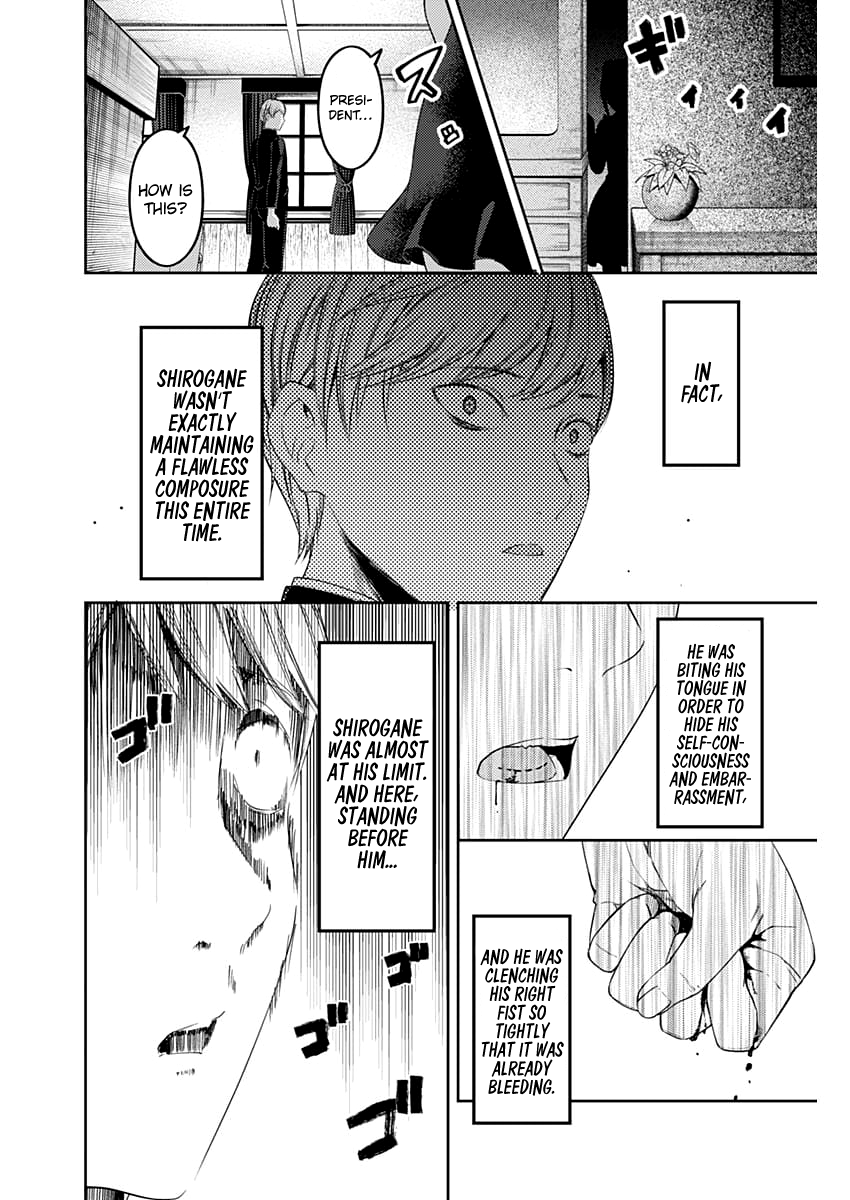 ギ
イ
イ
ィ
ス
PRESI-
DENT...
HOW IS
THIS?
IN
FACT,
SHIROGANE
WASN'T
EXACTLY
MAINTAINING
A FLAWLESS
COMPOSURE
THIS ENTIRE
TIME.
HE WAS
BITING HIS
TONGUE IN
ORDER TO
HIDE HIS
SELF-CON-
SCIOUSNESS
AND EMBAR-
RASSMENT,
AND HE WAS
CLENCHING
HIS RIGHT
FIST SO
TIGHTLY
THAT IT WAS
ALREADY
BLEEDING.
SHIROGANE
WAS ALMOST
AT HIS LIMIT.
AND HERE,
STANDING
BEFORE
HIM...
ゴ
ゴ
ゴ
ゴ
ゴ